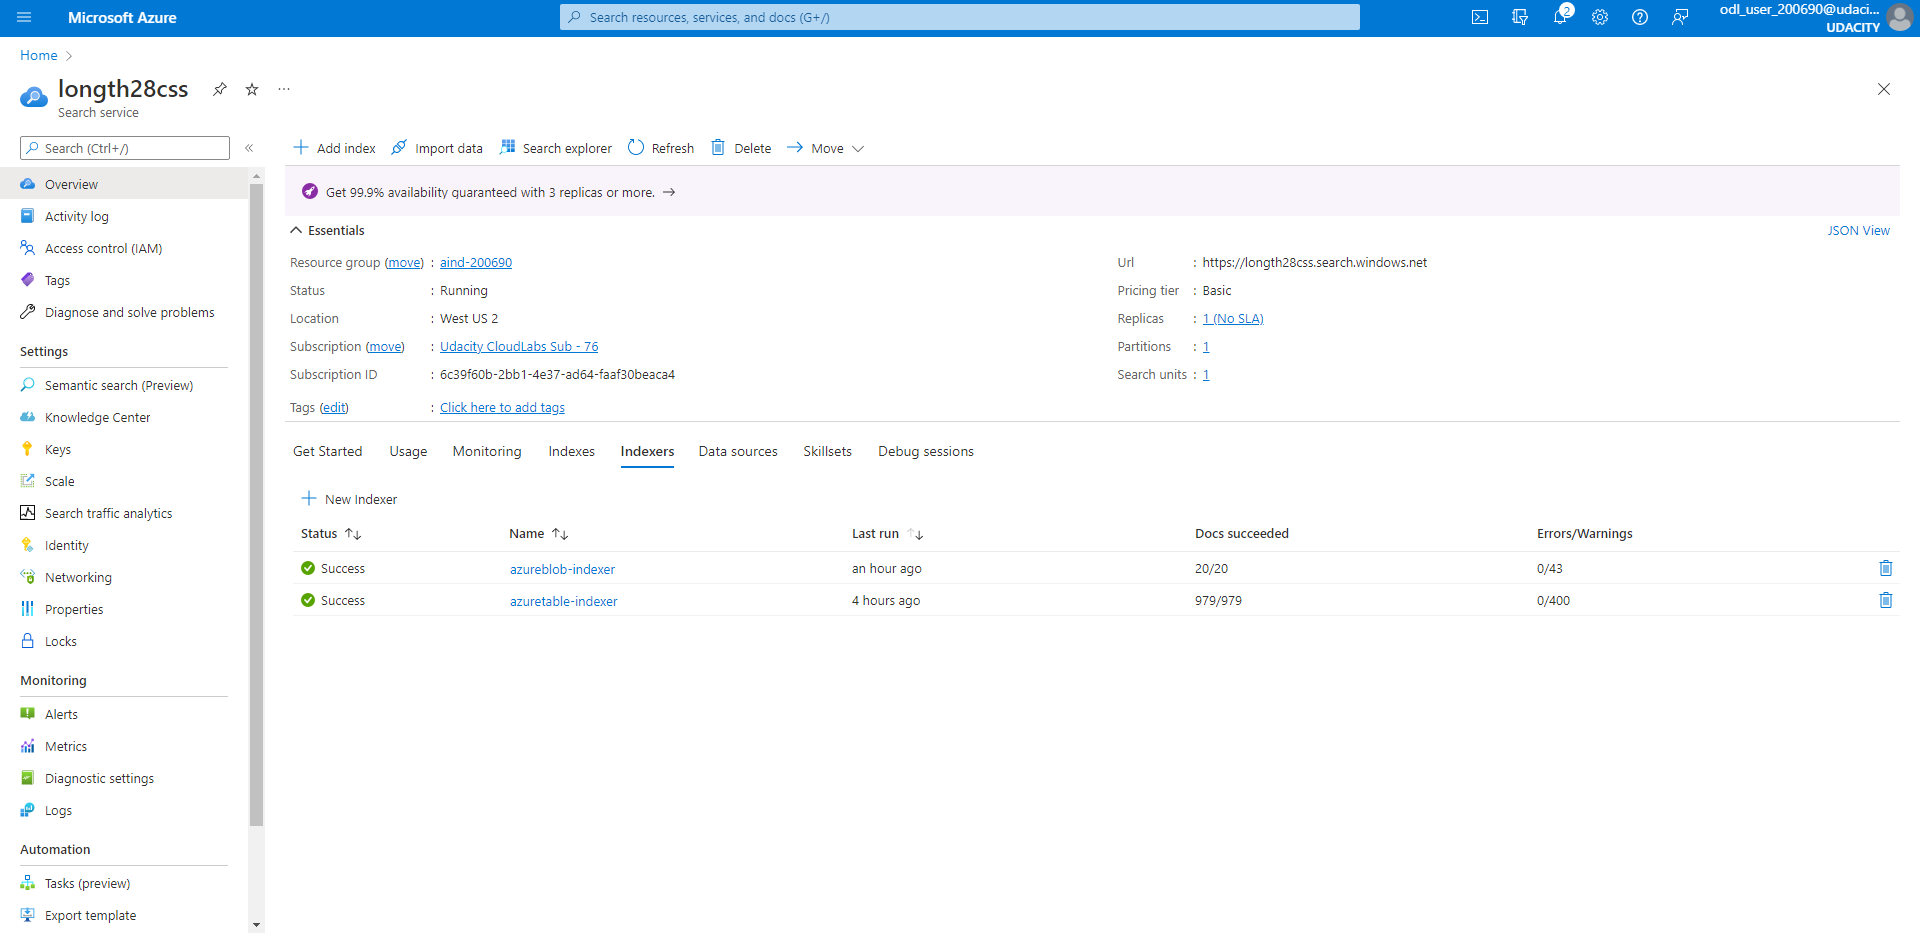 Microsoft Azure
Search resources, services, and docs (G+/)
2
odl_user_200690@udaci...
UDACITY
Home
longth28css
Search service
Search (Ctrl+/)
Overview
Activity log
Access control (IAM)
Tags
Diagnose and solve problems
Settings
Semantic search (Preview)
Knowledge Center
Keys
Scale
Search traffic analytics
Identity
Networking
Properties
Locks
Monitoring
Alerts
Metrics
Diagnostic settings
Logs
Automation
Tasks (preview)
Export template
Add index Import data Search explorer Refresh Delete Move
Get 99.9% availability quaranteed with 3 replicas or more. →
Essentials
JSON View
Resource group (move) : aind-200690
Status : Running
Location : West US 2
Subscription (move) : Udacity CloudLabs Sub - 76
Subscription ID : 6c39f60b-2bb1-4e37-ad64-faaf30beaca4
Tags (edit) : Click here to add tags
Url : https://longth28css.search.windows.net
Pricing tier : Basic
Replicas : 1 (No SLA)
Partitions : 1
Search units : 1
Get Started Usage Monitoring Indexes Indexers Data sources Skillsets Debug sessions
New Indexer
Status Name Last run Docs succeeded Errors/Warnings
Success azureblob-indexer an hour ago 20/20 0/43
Success azuretable-indexer 4 hours ago 979/979 0/400